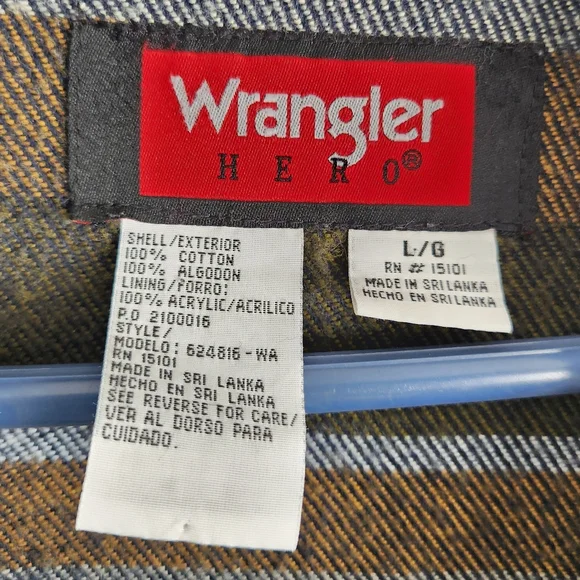 Wrangler
HERO®
SHELL/EXTERIOR
100% COTTON
100% ALGODON
LINING/FORRO:
100% ACRYLIC/ACRILICO
P.O 2100016
STYLE/
MODELO: 624816-WA
RN 15101
MADE IN SRI LANKA
HECHO EN SRI LANKA
SEE REVERSE FOR CARE/
VER AL DORSO PARA
CUIDADO.
L/G
RN # 15101
MADE IN SRI LANKA
HECHO EN SRI LANKA